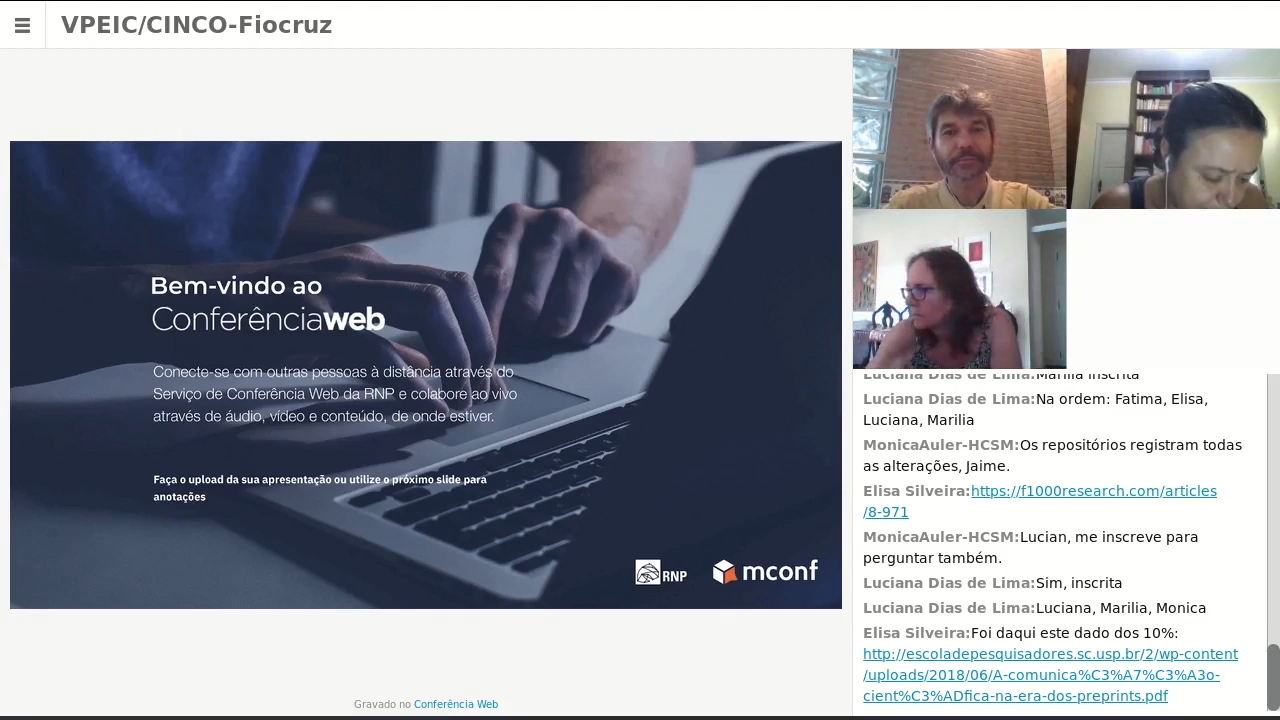 VPEIC/CINCO-Fiocruz
Bem-vindo ao
Conferênciaweb
Conecte-se com outras pessoas à distância através do
Serviço de Conferência Web da RNP e colabore ao vivo
através de áudio, vídeo e conteúdo, de onde estiver.
Faça o upload da sua apresentação ou utilize o próximo slide para
anotações
RNP
mconf
Gravado no Conferência Web
Luciana Dias de Lima:Marilia inscrita
Luciana Dias de Lima:Na ordem: Fatima, Elisa,
Luciana, Marilia
MonicaAuler-HCSM:Os repositórios registram todas
as alterações, Jaime.
Elisa Silveira:https://f1000research.com/articles
/8-971
MonicaAuler-HCSM:Lucian, me inscreve para
perguntar também.
Luciana Dias de Lima:Sim, inscrita
Luciana Dias de Lima:Luciana, Marilia, Monica
Elisa Silveira:Foi daqui este dado dos 10%:
http://escoladepesquisadores.sc.usp.br/2/wp-content
/uploads/2018/06/A-comunica%C3%A7%C3%A3o-
cient%C3%ADfica-na-era-dos-preprints.pdf